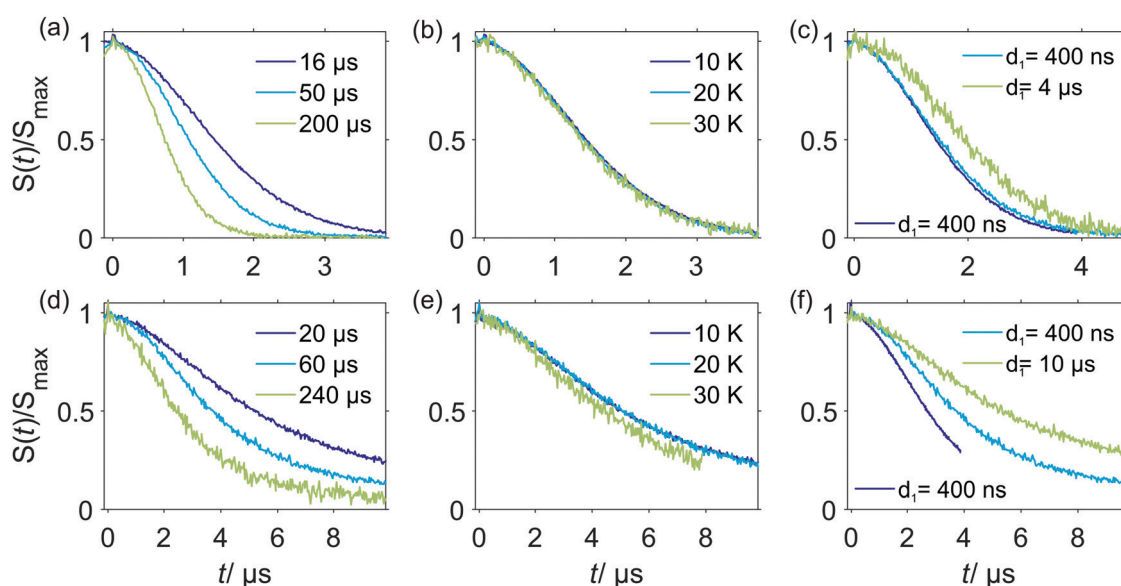 (a)
S(t)/Smax
1
0.5
0
16 µs
50 µs
200 µs
0 1 2 3
(b)
1
0.5
0
10 K
20 K
30 K
0 1 2 3
(c)
1
0.5
0
d1= 400 ns
d1= 4 µs
d1= 400 ns
0 2 4
(d)
S(t)/Smax
1
0.5
0
20 µs
60 µs
240 µs
0 2 4 6 8
t/ µs
(e)
1
0.5
0
10 K
20 K
30 K
0 2 4 6 8
t/ µs
(f)
1
0.5
0
d1= 400 ns
d1= 10 µs
d1= 400 ns
0 2 4 6 8
t/ µs